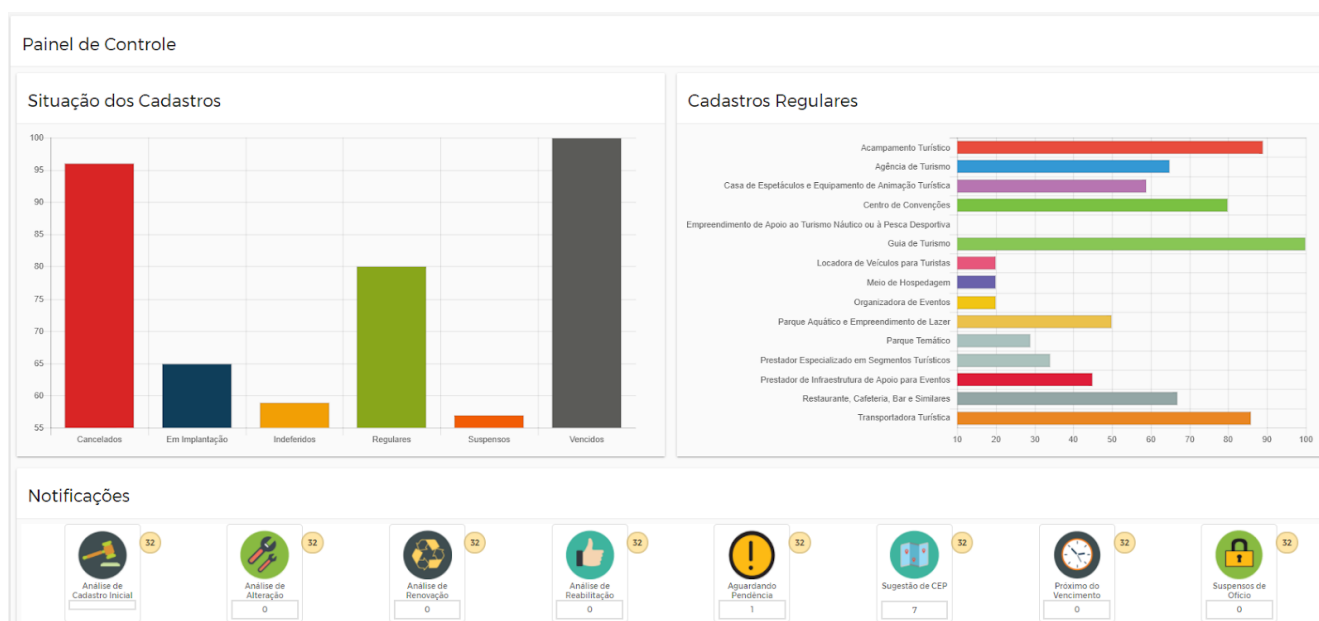 Painel de Controle
Situação dos Cadastros
100
95
90
85
80
75
70
65
60
55
Cancelados
Em Implantação
Indeferidos
Regulares
Suspensos
Vencidos
Cadastros Regulares
Acampamento Turístico
Agência de Turismo
Casa de Espetáculos e Equipamento de Animação Turística
Centro de Convenções
Empreendimento de Apoio ao Turismo Náutico ou à Pesca Desportiva
Guia de Turismo
Locadora de Veículos para Turistas
Meio de Hospedagem
Organizadora de Eventos
Parque Aquático e Empreendimento de Lazer
Parque Temático
Prestador Especializado em Segmentos Turísticos
Prestador de Infraestrutura de Apoio para Eventos
Restaurante, Cafeteria, Bar e Similares
Transportadora Turística
10 20 30 40 50 60 70 80 90 100
Notificações
32
Análise de
Cadastro Inicial
32
Análise de
Alteração
0
32
Análise de
Renovação
0
32
Análise de
Reabilitação
0
32
Aguardando
Pendência
1
32
Sugestão de CEP
7
32
Próximo do
Vencimento
0
32
Suspensos de
Ofício
0